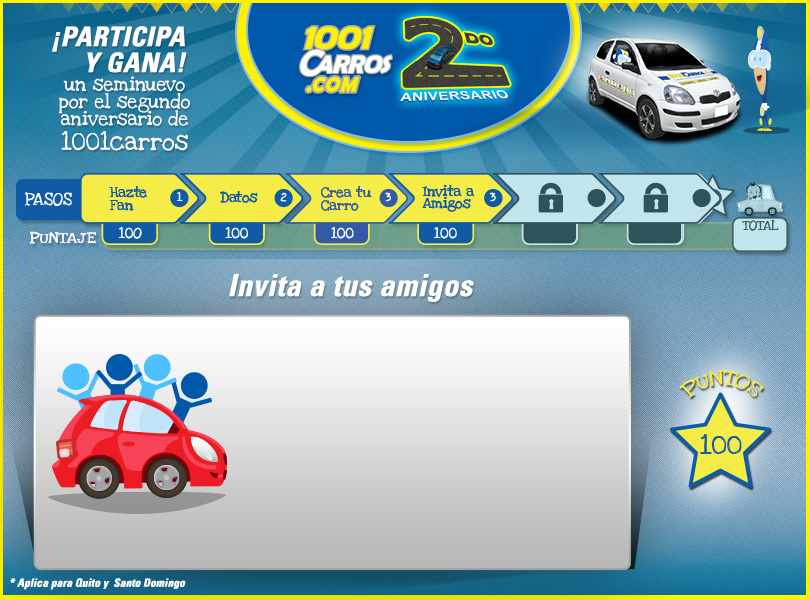 ¡PARTICIPA
Y GANA!
un seminuevo
por el segundo
aniversario de
1001carros
1001
CARROS
.COM
2DO
ANIVERSARIO
PASOS
Hazte
Fan
1
Datos
2
Crea tu
Carro
3
Invita a
Amigos
3
PUNTAJE
100
100
100
100
TOTAL
Invita a tus amigos
PUNTOS
100
* Aplica para Quito y Santo Domingo